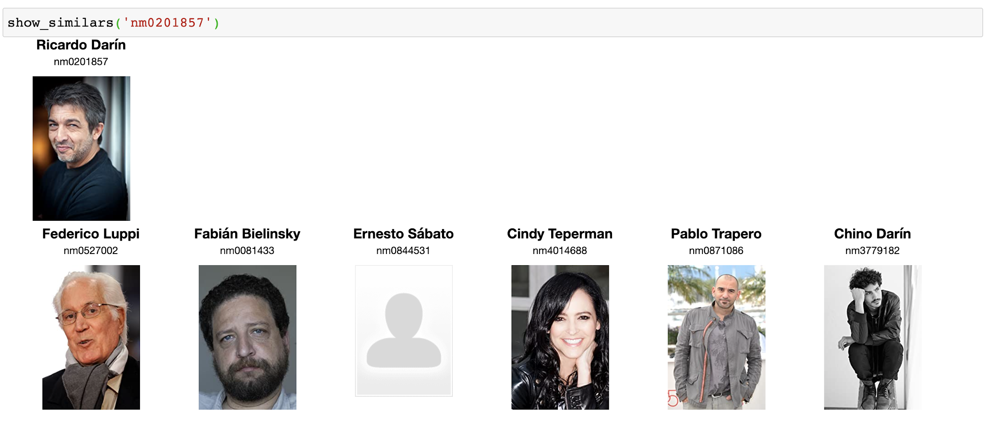 show_similars('nm0201857')
Ricardo Darín
nm0201857
Federico Luppi
nm0527002
Fabián Bielinsky
nm0081433
Ernesto Sábato
nm0844531
Cindy Teperman
nm4014688
Pablo Trapero
nm0871086
Chino Darín
nm3779182
5